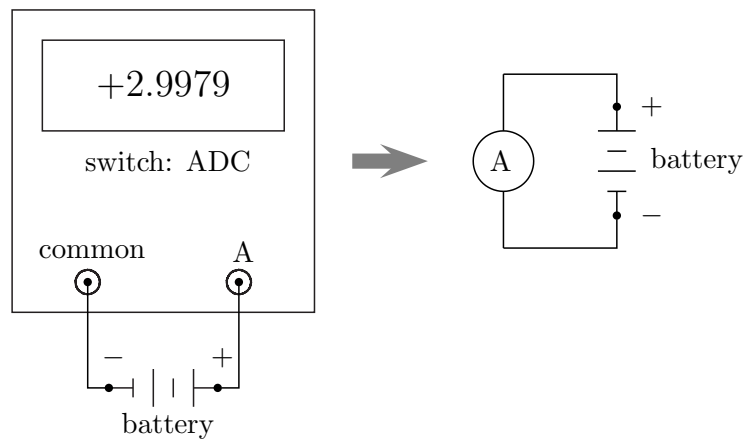 +2.9979
switch: ADC
common
A
− +
battery
A
+
battery
−